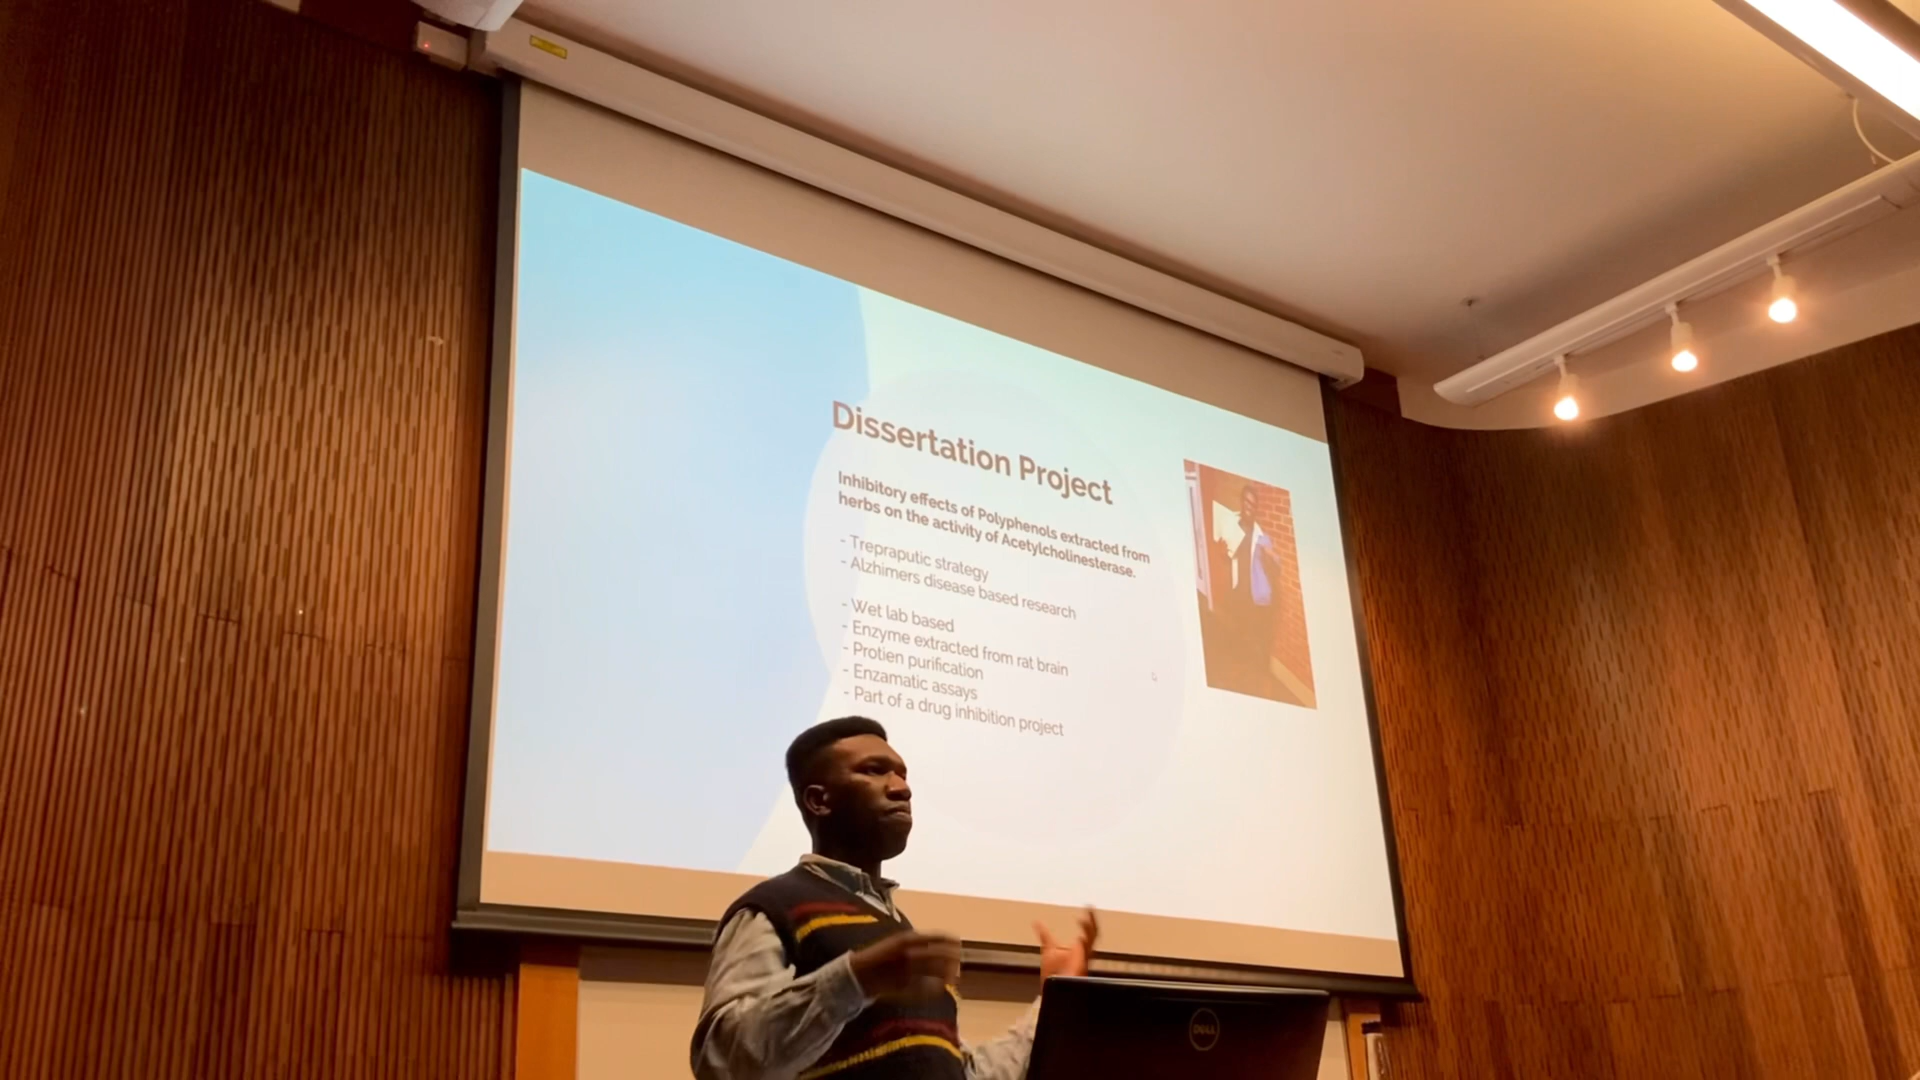 Dissertation Project
Inhibitory effects of Polyphenols extracted from
herbs on the activity of Acetylcholinesterase.
- Trepraputic strategy
- Alzhimers disease based research
- Wet lab based
- Enzyme extracted from rat brain
- Protien purification
- Enzamatic assays
- Part of a drug inhibition project
DELL